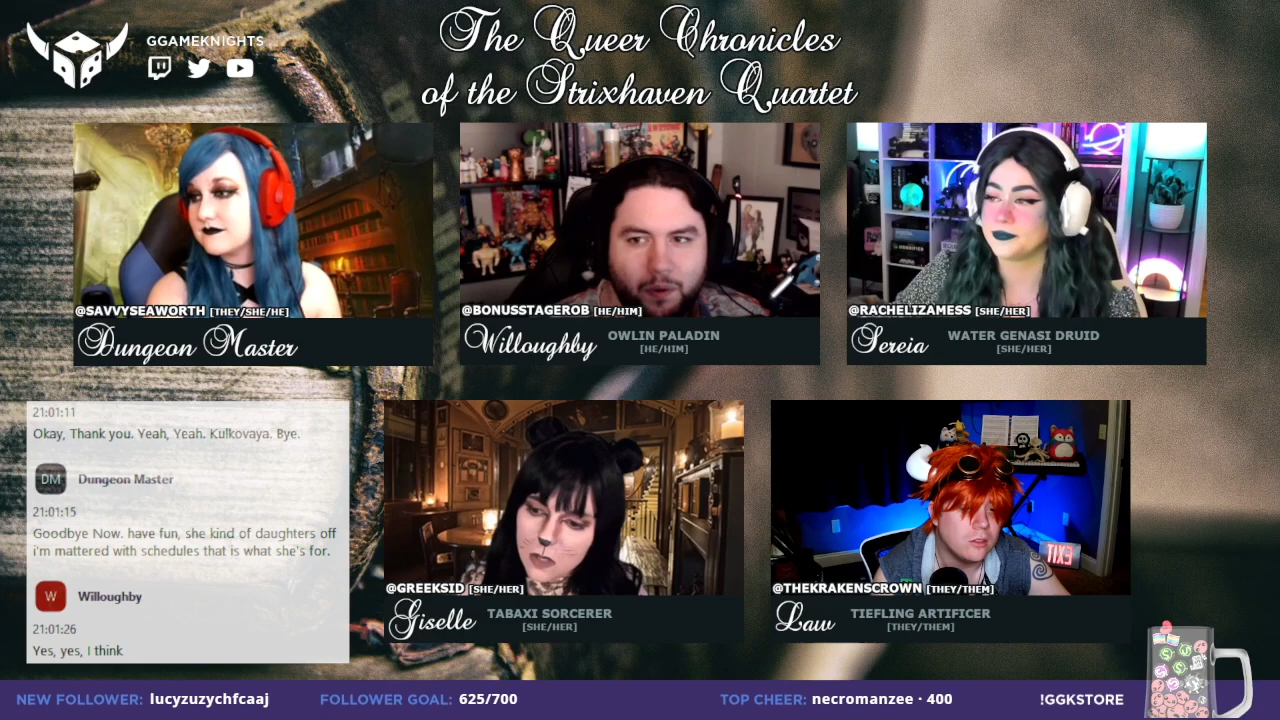 GGAMEKNIGHTS
The Queer Chronicles
of the Strixhaven Quartet
@SAVVYSEAWORTH [THEY/SHE/HE]
Dungeon Master
@BONUSSTAGEROB [HE/HIM]
Willoughby
OWLIN PALADIN
[HE/HIM]
@RACHELIZAMESS [SHE/HER]
Sereia
WATER GENASI DRUID
[SHE/HER]
21:01:11
Okay, Thank you. Yeah, Yeah. Kulkovaya. Bye.
DM
Dungeon Master
21:01:15
Goodbye Now. have fun, she kind of daughters off
i'm mattered with schedules that is what she's for.
W
Willoughby
21:01:26
Yes, yes, I think
@GREEKSID [SHE/HER]
Giselle
TABAXI SORCERER
[SHE/HER]
EXIT
@THEKRAKENSCROWN [THEY/THEM]
Law
TIEFLING ARTIFICER
[THEY/THEM]
NEW FOLLOWER: lucyzuzychfcaaj
FOLLOWER GOAL: 625/700
TOP CHEER: necromanzee · 400
!GGKSTORE